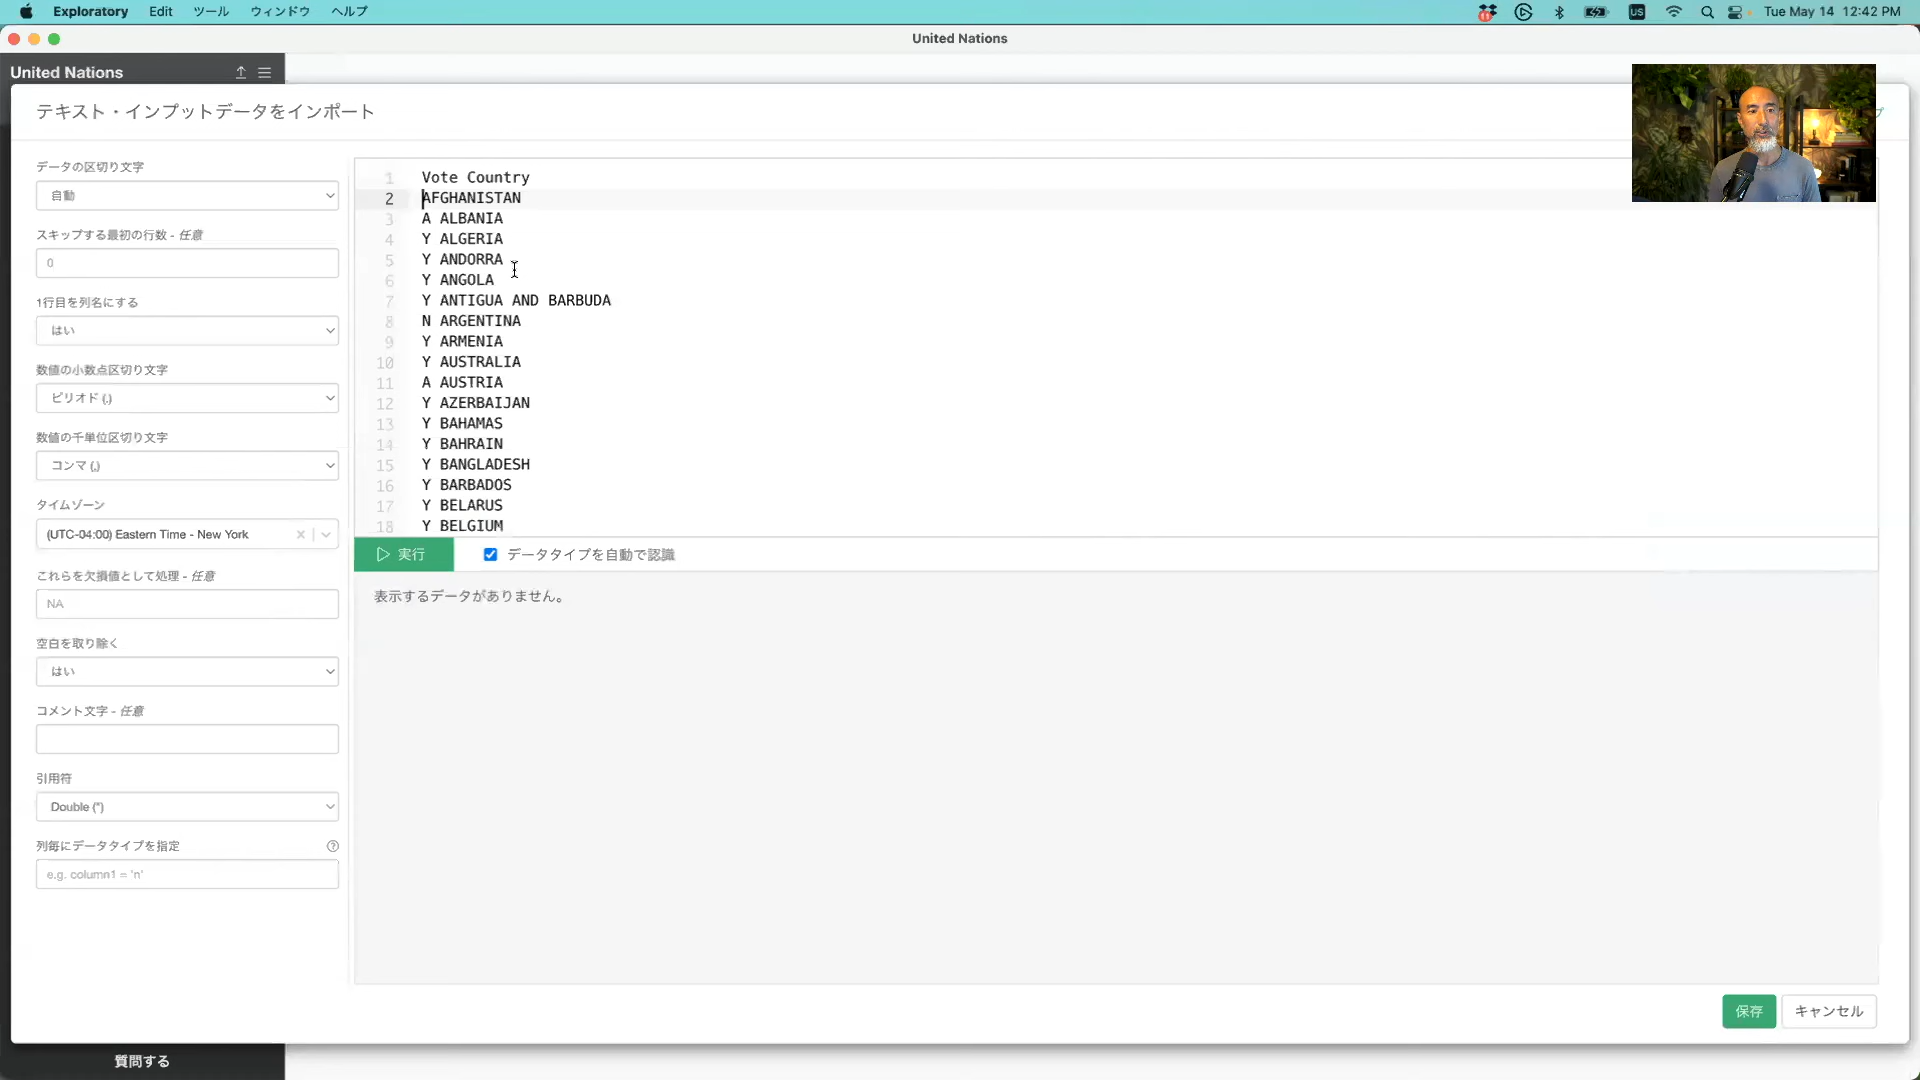 Exploratory Edit ツール ウィンドウ ヘルプ
US Tue May 14 12:42 PM
United Nations
United Nations
テキスト・インプットデータをインポート
データの区切り文字
自動
スキップする最初の行数 - 任意
0
1行目を列名にする
はい
数値の小数点区切り文字
ピリオド (.)
数値の千単位区切り文字
コンマ (,)
タイムゾーン
(UTC-04:00) Eastern Time - New York
これらを欠損値として処理 - 任意
NA
空白を取り除く
はい
コメント文字 - 任意
引用符
Double (")
列毎にデータタイプを指定
e.g. column1 = 'n'
1 Vote Country
2 AFGHANISTAN
3 A ALBANIA
4 Y ALGERIA
5 Y ANDORRA
6 Y ANGOLA
7 Y ANTIGUA AND BARBUDA
8 N ARGENTINA
9 Y ARMENIA
10 Y AUSTRALIA
11 A AUSTRIA
12 Y AZERBAIJAN
13 Y BAHAMAS
14 Y BAHRAIN
15 Y BANGLADESH
16 Y BARBADOS
17 Y BELARUS
18 Y BELGIUM
実行
データタイプを自動で認識
表示するデータがありません。
保存
キャンセル
質問する